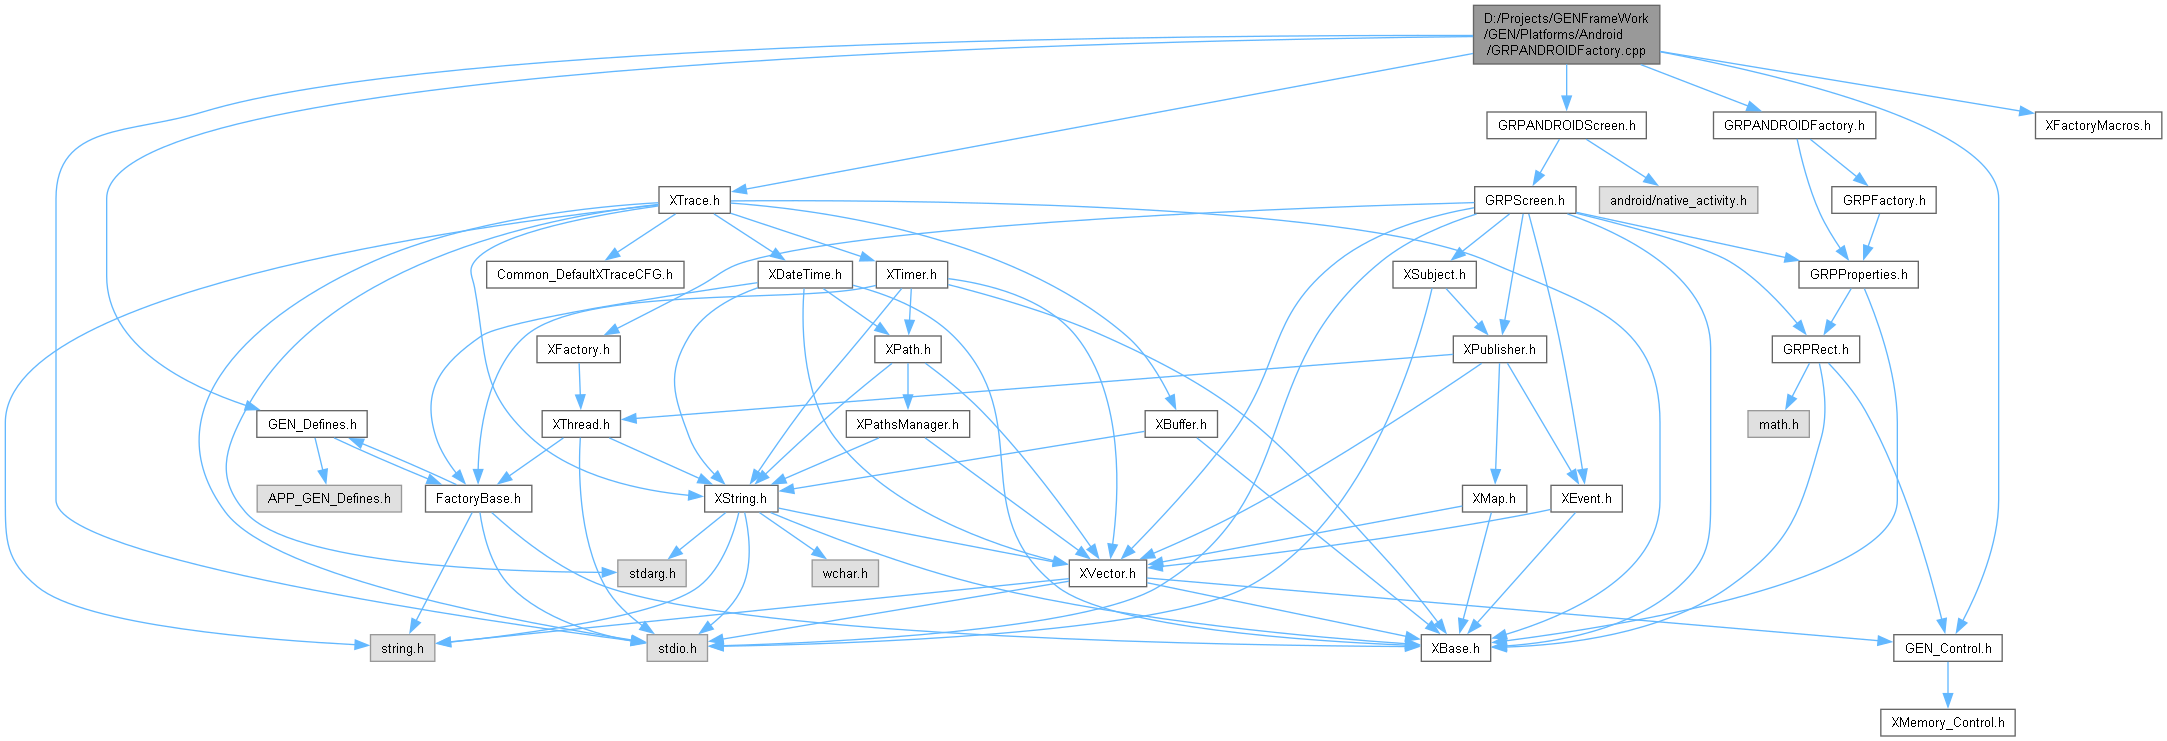 D:/Projects/GENFrameWork
/GEN/Platforms/Android
/GRPANDROIDFactory.cpp
GRPANDROIDScreen.h
GRPANDROIDFactory.h
XFactoryMacros.h
XTrace.h
GRPScreen.h
android/native_activity.h
GRPFactory.h
Common_DefaultXTraceCFG.h
XDateTime.h
XTimer.h
XSubject.h
GRPProperties.h
XFactory.h
XPath.h
XPublisher.h
GRPRect.h
GEN_Defines.h
XThread.h
XPathsManager.h
XBuffer.h
math.h
APP_GEN_Defines.h
FactoryBase.h
XString.h
XMap.h
XEvent.h
stdarg.h
wchar.h
XVector.h
string.h
stdio.h
XBase.h
GEN_Control.h
XMemory_Control.h